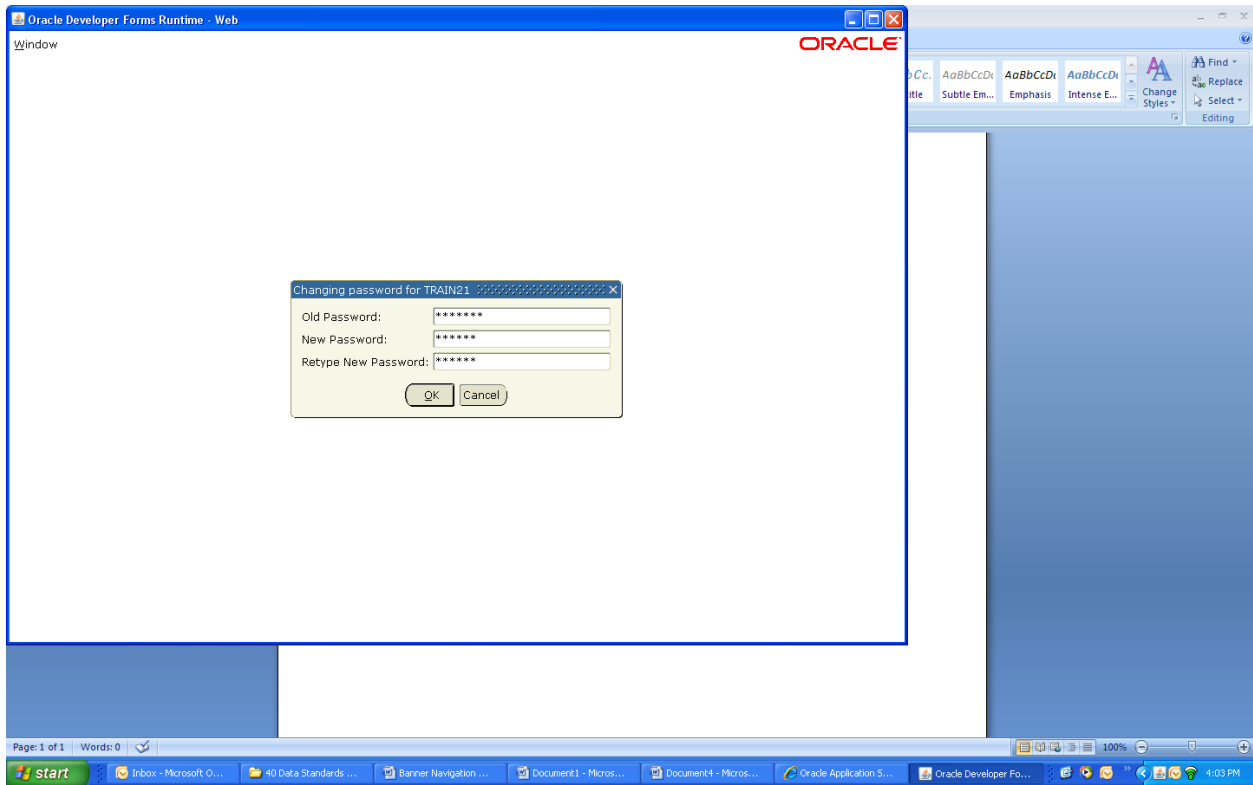 Oracle Developer Forms Runtime - Web
Window
ORACLE
AaBbCcDc AaBbCcDc AaBbCcDc
Subtle Em... Emphasis Intense E...
Change
Styles
Find
Replace
Select
Editing
Changing password for TRAIN21
Old Password: *******
New Password: ******
Retype New Password: ******
OK Cancel
Page: 1 of 1 Words: 0
100%
start Inbox - Microsoft O... 40 Data Standards ... Banner Navigation ... Document1 - Micros... Document4 - Micros... Oracle Application S... Oracle Developer Fo... 4:03 PM